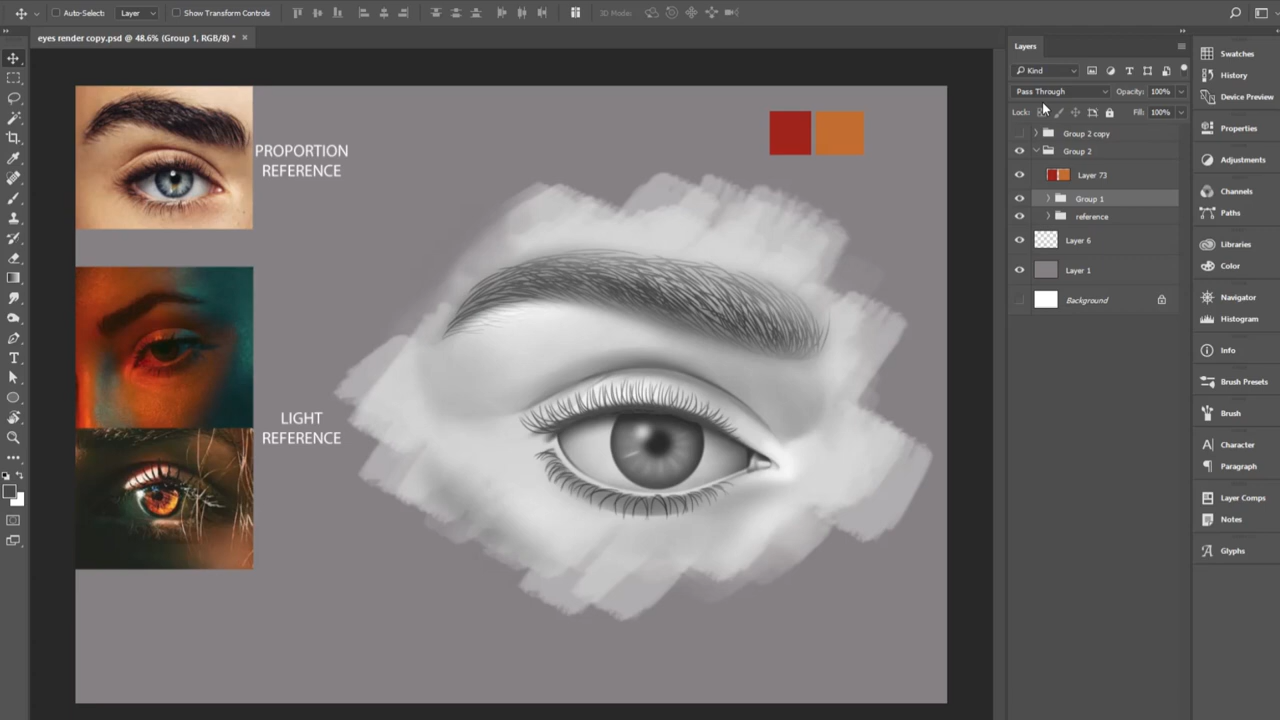 Auto-Select:
Layer
Show Transform Controls
3D Mode:
eyes render copy.psd @ 48.6% (Group 1, RGB/8) *
PROPORTION
REFERENCE
LIGHT
REFERENCE
Layers
Kind
Pass Through
Opacity: 100%
Lock:
Fill: 100%
Group 2 copy
Group 2
Layer 73
Group 1
reference
Layer 6
Layer 1
Background
Swatches
History
Device Preview
Properties
Adjustments
Channels
Paths
Libraries
Color
Navigator
Histogram
Info
Brush Presets
Brush
Character
Paragraph
Layer Comps
Notes
Glyphs